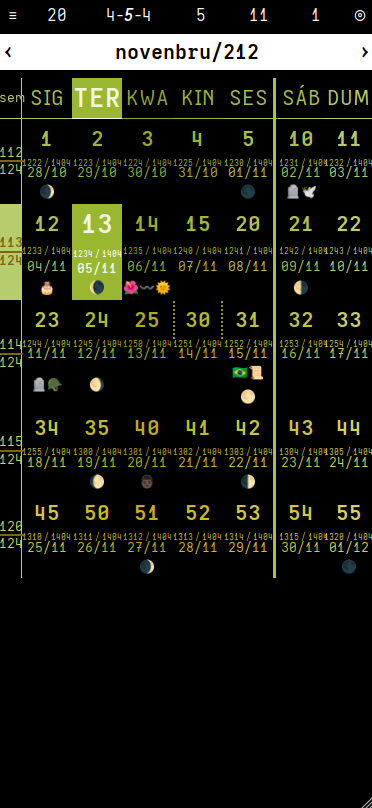 ≡ 20 4-5-4 5 11 1 ◎
‹ novenbru/212 ›
sem SIG TER KWA KIN SES SÁB DUM
1 2 3 4 5 10 11
112 1222/1404 1223/1404 1224/1404 1225/1404 1230/1404 1231/1404 1232/1404
124 28/10 29/10 30/10 31/10 01/11 02/11 03/11
12 13 14 15 20 21 22
113 1233/1404 1234/1404 1235/1404 1240/1404 1241/1404 1242/1404 1243/1404
124 04/11 05/11 06/11 07/11 08/11 09/11 10/11
23 24 25 30 31 32 33
114 1244/1404 1245/1404 1250/1404 1251/1404 1252/1404 1253/1404 1254/1404
124 11/11 12/11 13/11 14/11 15/11 16/11 17/11
34 35 40 41 42 43 44
115 1255/1404 1300/1404 1301/1404 1302/1404 1303/1404 1304/1404 1305/1404
124 18/11 19/11 20/11 21/11 22/11 23/11 24/11
45 50 51 52 53 54 55
120 1310/1404 1311/1404 1312/1404 1313/1404 1314/1404 1315/1404 1320/1404
124 25/11 26/11 27/11 28/11 29/11 30/11 01/12